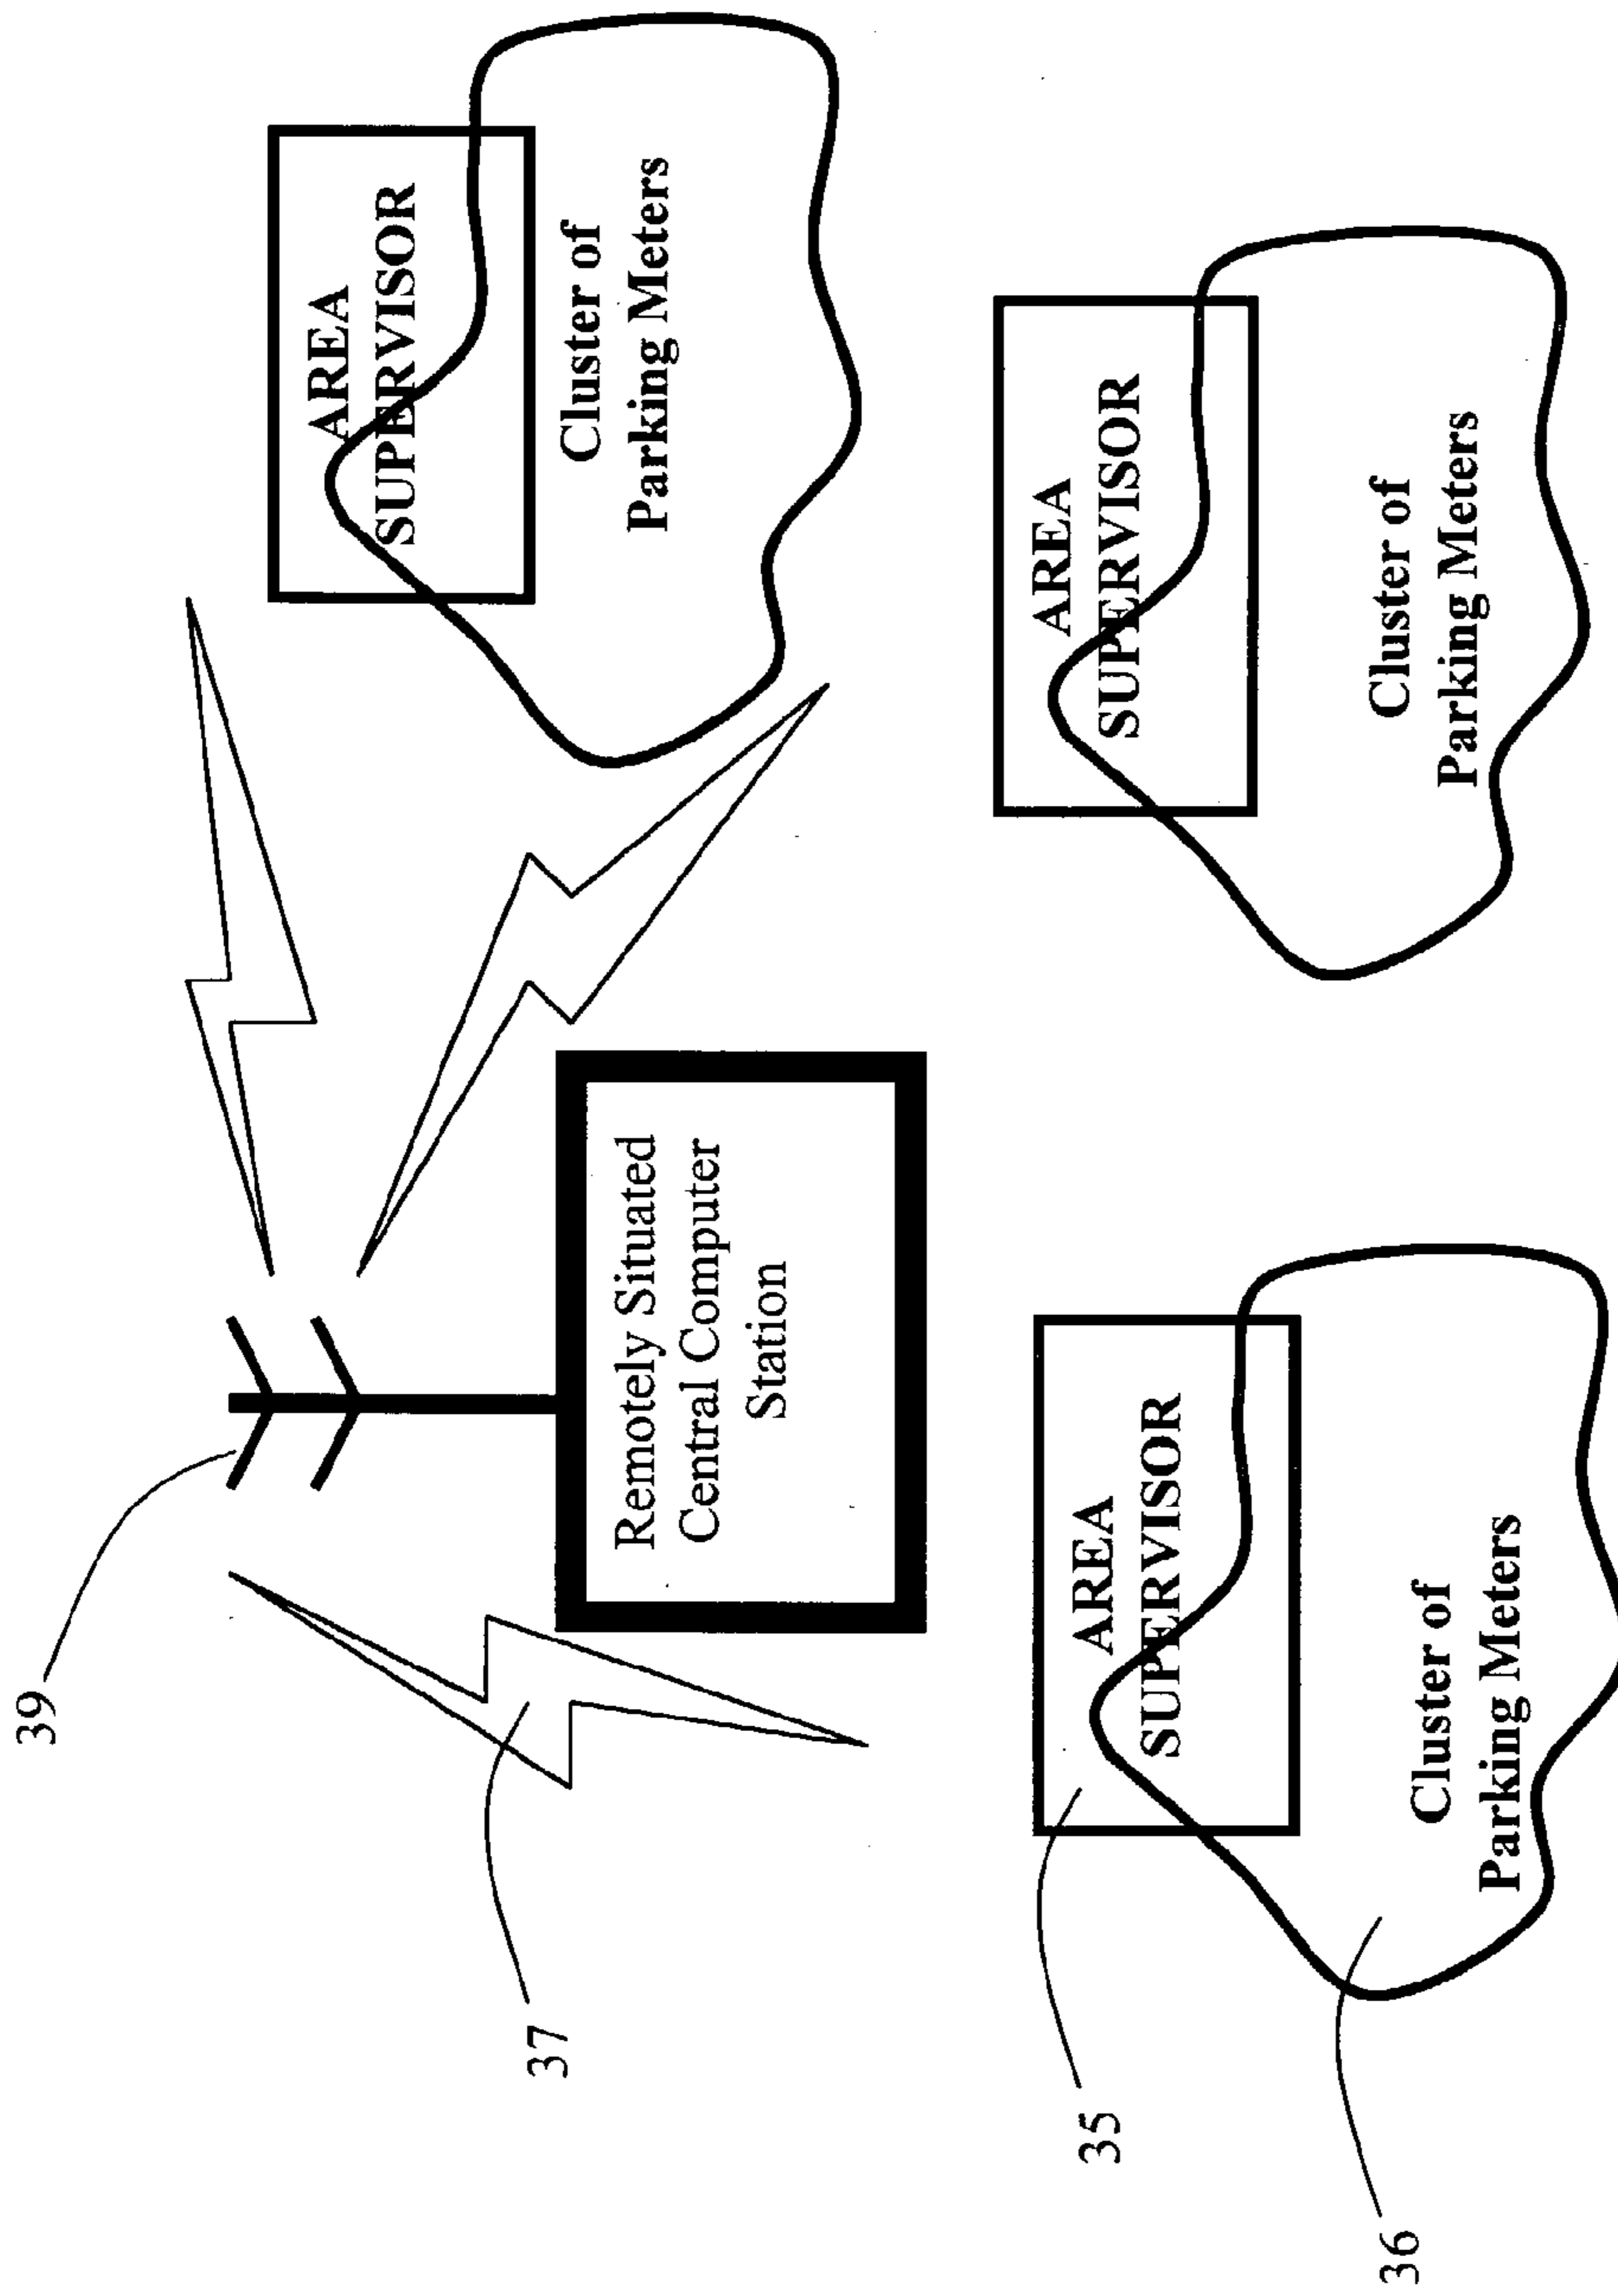 39
37
Remotely Situated
Central Computer
Station
AREA
SUPERVISOR
Cluster of
Parking Meters
35
AREA
SUPERVISOR
Cluster of
Parking Meters
36
AREA
SUPERVISOR
Cluster of
Parking Meters